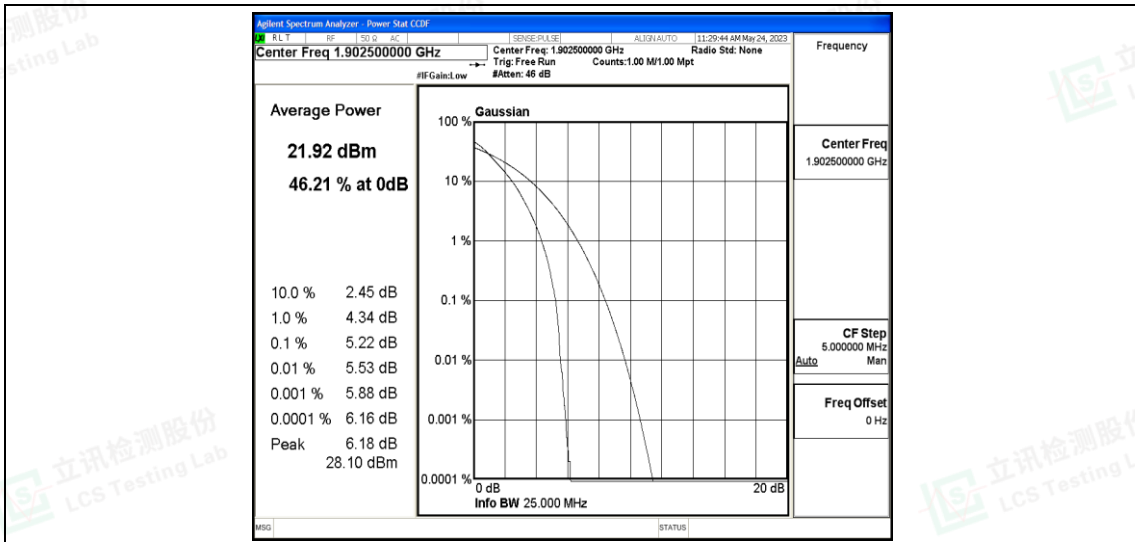 Agilent Spectrum Analyzer - Power Stat CCDF
RLT RF 50 Ω AC SENSE:PULSE ALIGNAUTO 11:29:44 AM May 24, 2023
Center Freq 1.902500000 GHz
Center Freq: 1.902500000 GHz Radio Std: None
Trig: Free Run Counts:1.00 M/1.00 Mpt
#IFGain:Low #Atten: 46 dB
Frequency
Average Power
21.92 dBm
46.21 % at 0dB
10.0 % 2.45 dB
1.0 % 4.34 dB
0.1 % 5.22 dB
0.01 % 5.53 dB
0.001 % 5.88 dB
0.0001 % 6.16 dB
Peak 6.18 dB
28.10 dBm
Gaussian
100 %
10 %
1 %
0.1 %
0.01 %
0.001 %
0.0001 %
0 dB 20 dB
Info BW 25.000 MHz
Center Freq
1.902500000 GHz
CF Step
5.000000 MHz
Auto Man
Freq Offset
0 Hz
MSG STATUS
立讯检测股份
LCS Testing Lab
立讯检测股份
LCS Testing L